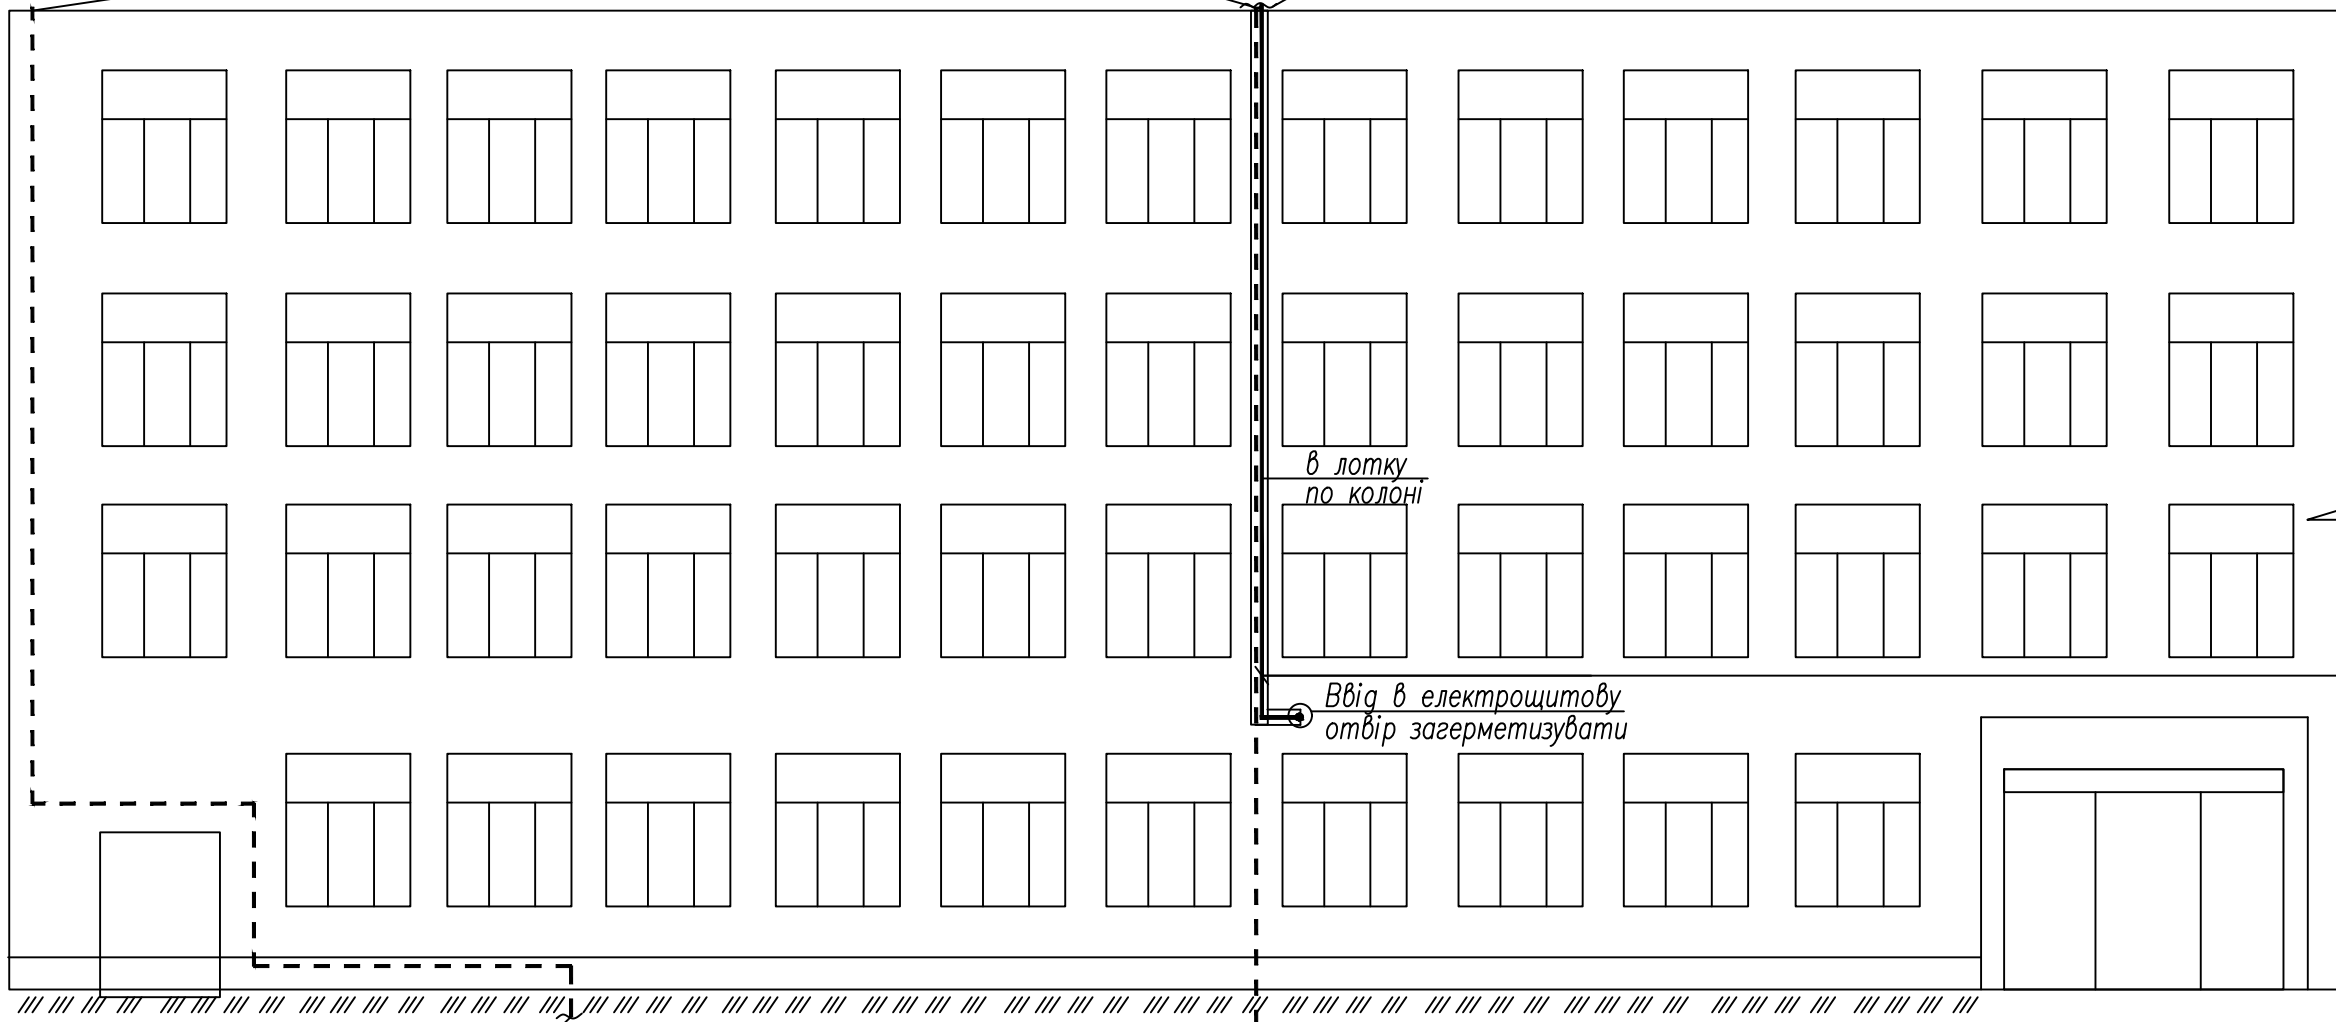 в лотку
по колоні
Ввід в електрощитову
отвір загерметизувати